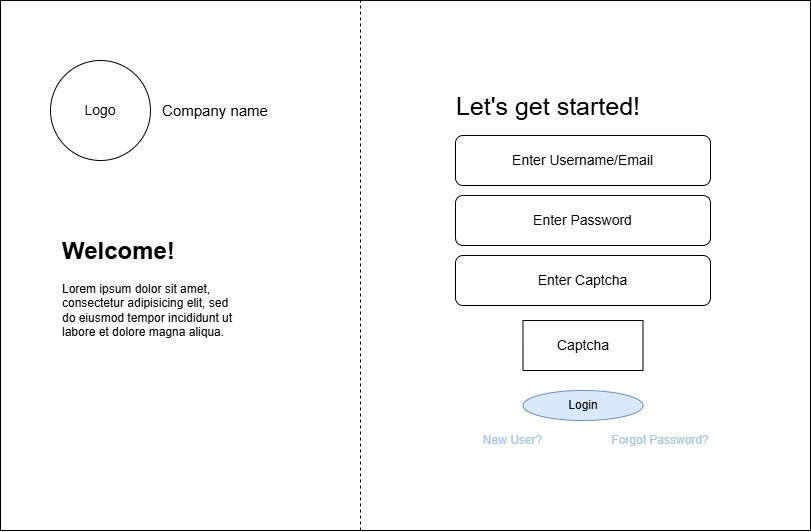 Logo
Company name
Welcome!
Lorem ipsum dolor sit amet,
consectetur adipisicing elit, sed
do eiusmod tempor incididunt ut
labore et dolore magna aliqua.
Let's get started!
Enter Username/Email
Enter Password
Enter Captcha
Captcha
Login
New User?
Forgot Password?